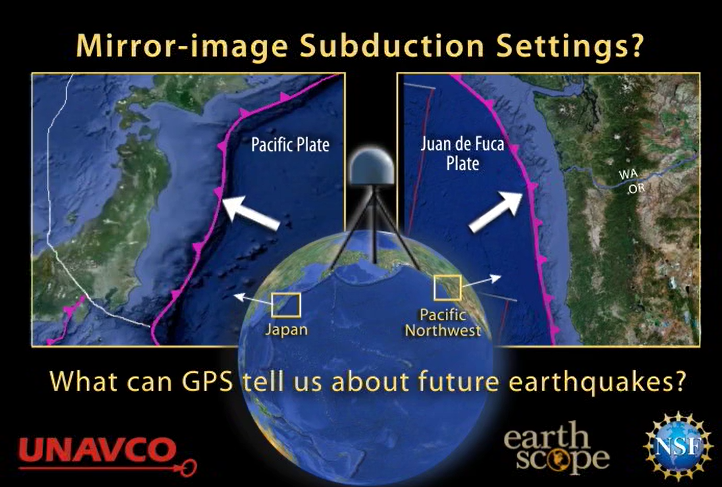 Mirror-image Subduction Settings?
Pacific Plate
Juan de Fuca
Plate
WA
OR
Japan
Pacific
Northwest
What can GPS tell us about future earthquakes?
UNAVCO
earth
scope
NSF